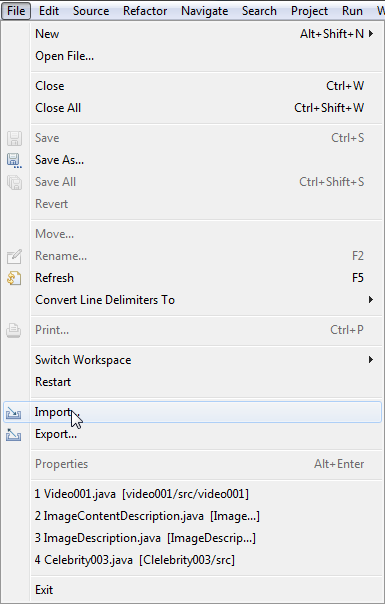 File Edit Source Refactor Navigate Search Project Run W
New Alt+Shift+N
Open File...
Close Ctrl+W
Close All Ctrl+Shift+W
Save Ctrl+S
Save As...
Save All Ctrl+Shift+S
Revert
Move...
Rename... F2
Refresh F5
Convert Line Delimiters To
Print... Ctrl+P
Switch Workspace
Restart
Import...
Export...
Properties Alt+Enter
1 Video001.java [video001/src/video001]
2 ImageContentDescription.java [Image...]
3 ImageDescription.java [ImageDescrip...]
4 Celebrity003.java [Clelebrity003/src]
Exit